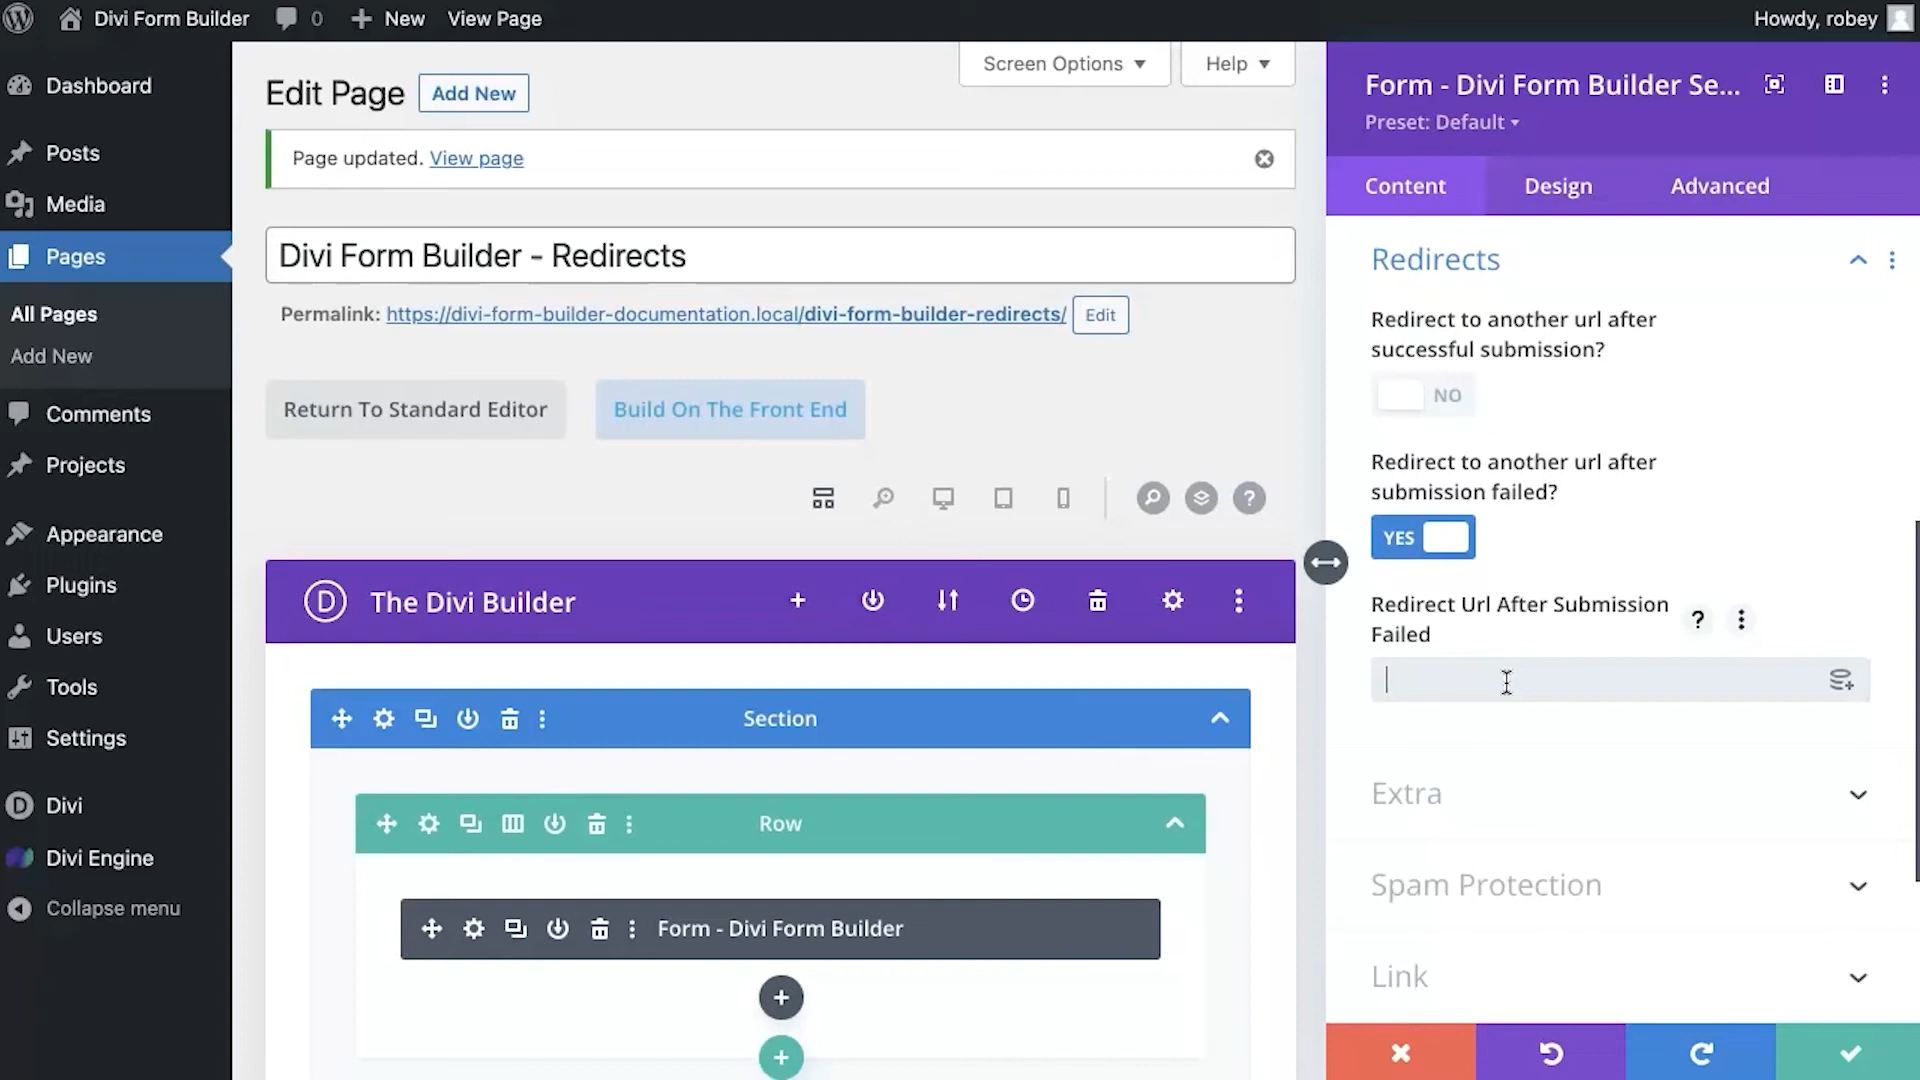 Divi Form Builder
0
New
View Page
Howdy, robey
Dashboard
Posts
Media
Pages
All Pages
Add New
Comments
Projects
Appearance
Plugins
Users
Tools
Settings
Divi
Divi Engine
Collapse menu
Screen Options
Help
Edit Page
Add New
Page updated. View page
Divi Form Builder - Redirects
Permalink: https://divi-form-builder-documentation.local/divi-form-builder-redirects/
Edit
Return To Standard Editor
Build On The Front End
The Divi Builder
Section
Row
Form - Divi Form Builder
Form - Divi Form Builder Se...
Preset: Default
Content
Design
Advanced
Redirects
Redirect to another url after
successful submission?
NO
Redirect to another url after
submission failed?
YES
Redirect Url After Submission
Failed
Extra
Spam Protection
Link